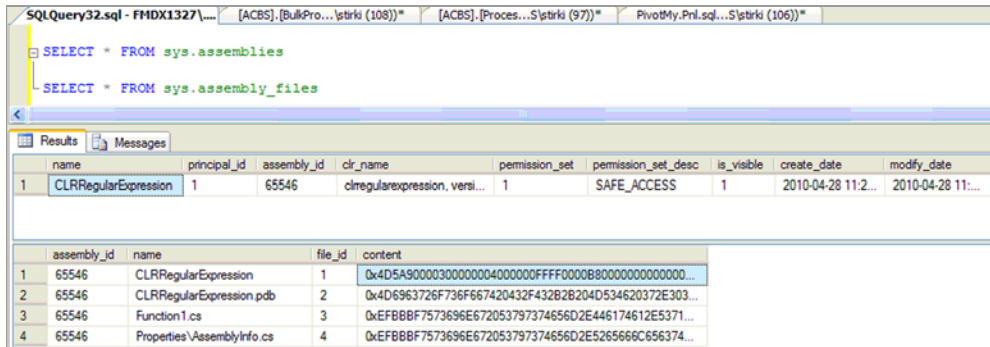 SQLQuery32.sql - FMDX1327\.... [ACBS].[BulkPro...\stirki (108))* [ACBS].[Proces...S\stirki (97))* PivotMy.Pnl.sql...S\stirki (106))*
SELECT * FROM sys.assemblies
SELECT * FROM sys.assembly_files
Results Messages
name principal_id assembly_id clr_name permission_set permission_set_desc is_visible create_date modify_date
1 CLRRegularExpression 1 65546 clrregularexpression, versi... 1 SAFE_ACCESS 1 2010-04-28 11:2... 2010-04-28 11:...
assembly_id name file_id content
1 65546 CLRRegularExpression 1 0x4D5A90000300000004000000FFFF0000B80000000000000...
2 65546 CLRRegularExpression.pdb 2 0x4D6963726F736F667420432F432B2B204D534620372E303...
3 65546 Function1.cs 3 0xEFBBBF7573696E672053797374656D2E446174612E5371...
4 65546 Properties\AssemblyInfo.cs 4 0xEFBBBF7573696E672053797374656D2E5265666C656374...